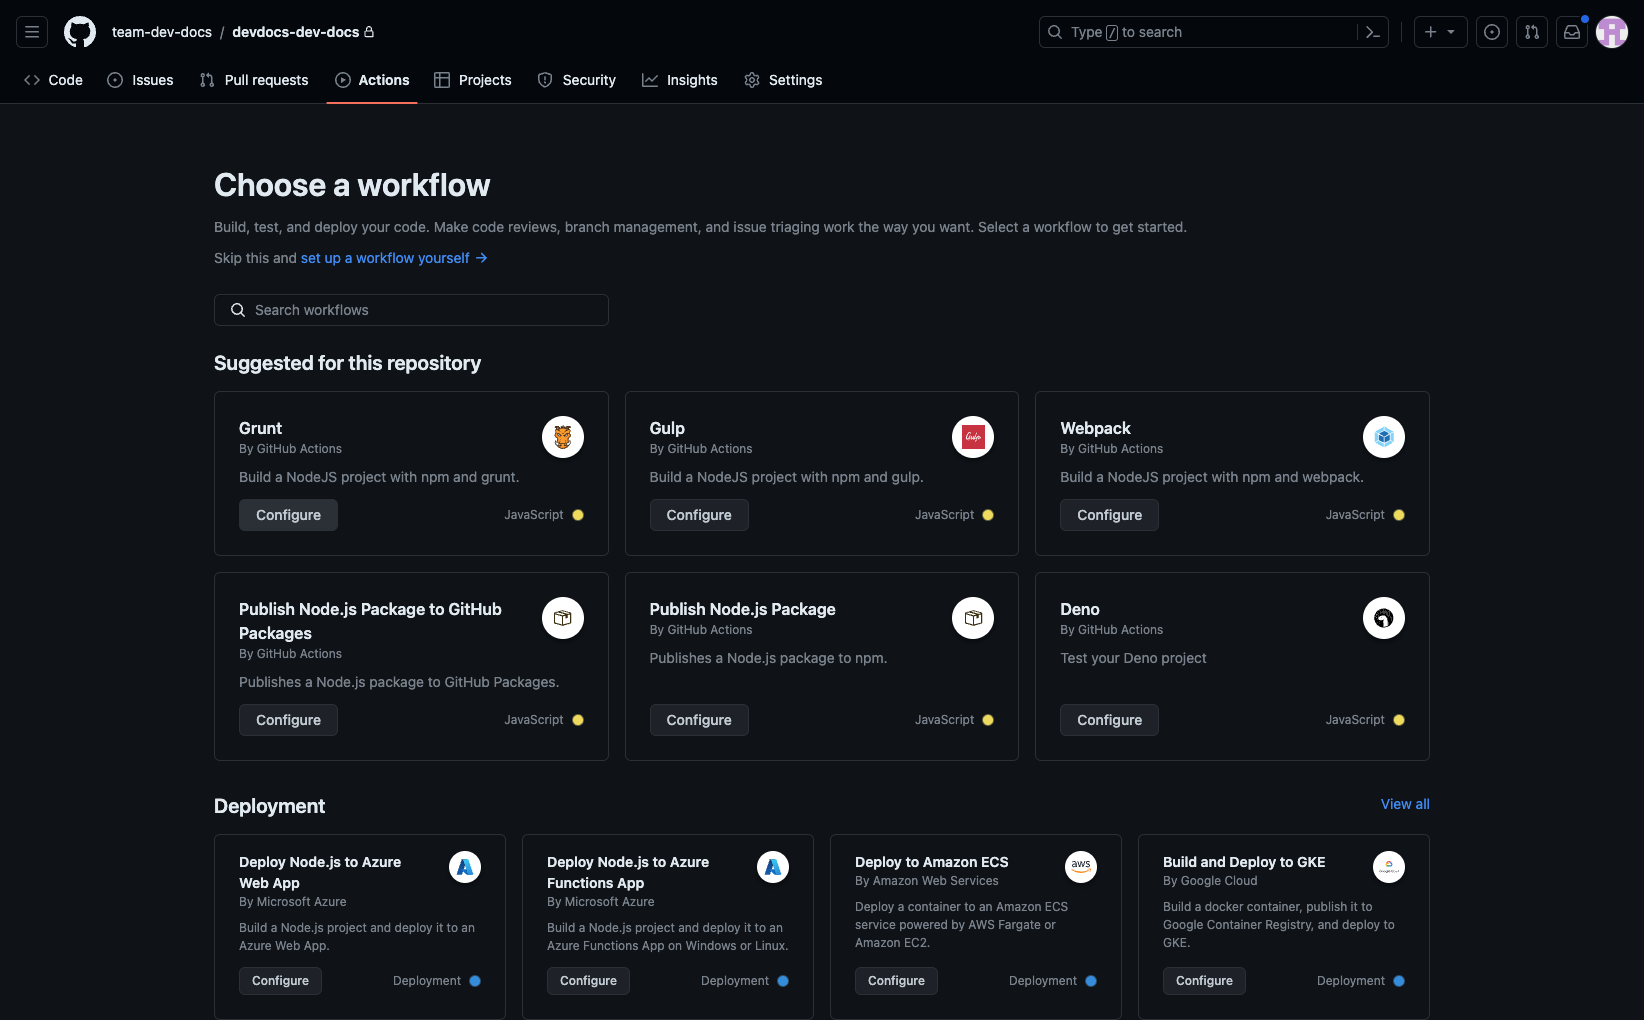 team-dev-docs / devdocs-dev-docs
Type / to search
Code Issues Pull requests Actions Projects Security Insights Settings
Choose a workflow
Build, test, and deploy your code. Make code reviews, branch management, and issue triaging work the way you want. Select a workflow to get started.
Skip this and set up a workflow yourself →
Search workflows
Suggested for this repository
Grunt
By GitHub Actions
Build a NodeJS project with npm and grunt.
Configure JavaScript
Gulp
By GitHub Actions
Gulp
Build a NodeJS project with npm and gulp.
Configure JavaScript
Webpack
By GitHub Actions
Build a NodeJS project with npm and webpack.
Configure JavaScript
Publish Node.js Package to GitHub
Packages
By GitHub Actions
Publishes a Node.js package to GitHub Packages.
Configure JavaScript
Publish Node.js Package
By GitHub Actions
Publishes a Node.js package to npm.
Configure JavaScript
Deno
By GitHub Actions
Test your Deno project
Configure JavaScript
Deployment View all
Deploy Node.js to Azure
Web App
By Microsoft Azure
Build a Node.js project and deploy it to an
Azure Web App.
Configure Deployment
Deploy Node.js to Azure
Functions App
By Microsoft Azure
Build a Node.js project and deploy it to an
Azure Functions App on Windows or Linux.
Configure Deployment
Deploy to Amazon ECS
By Amazon Web Services
aws
Deploy a container to an Amazon ECS
service powered by AWS Fargate or
Amazon EC2.
Configure Deployment
Build and Deploy to GKE
By Google Cloud
Build a docker container, publish it to
Google Container Registry, and deploy to
GKE.
Configure Deployment